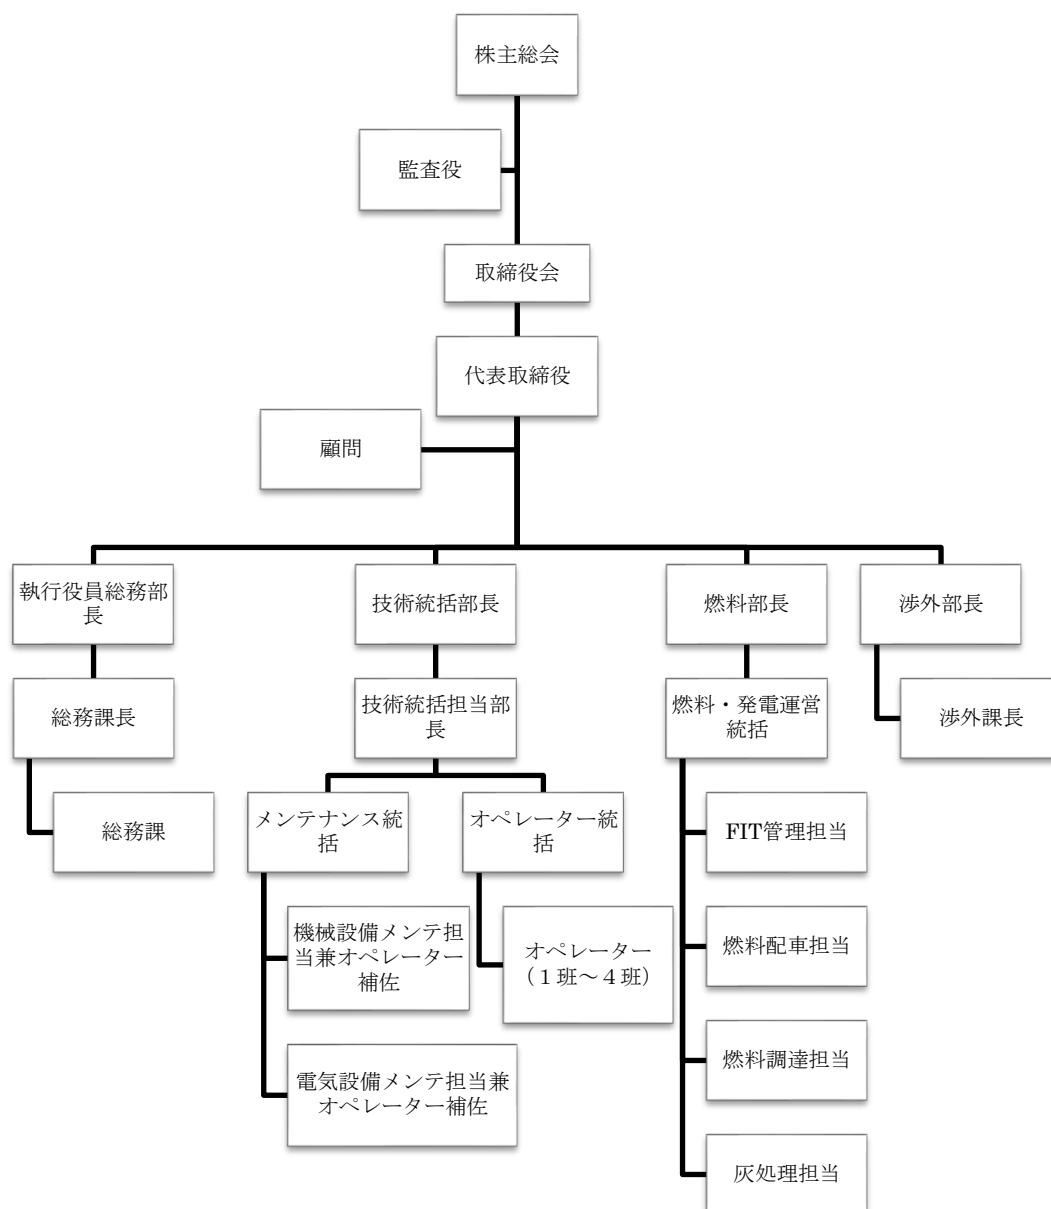 株主総会
監査役
取締役会
代表取締役
顧問
執行役員総務部
長
総務課長
総務課
技術統括部長
技術統括担当部
長
メンテナンス統
括
機械設備メンテ担
当兼オペレーター
補佐
電気設備メンテ担当兼
オペレーター補佐
オペレーター統
括
オペレーター
（１班～４班）
燃料部長
燃料・発電運営
統括
FIT管理担当
燃料配車担当
燃料調達担当
灰処理担当
渉外部長
渉外課長